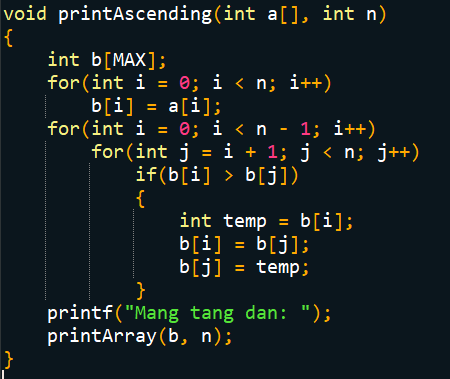 void printAscending(int a[], int n)
{
    int b[MAX];
    for(int i = 0; i < n; i++)
        b[i] = a[i];
    for(int i = 0; i < n - 1; i++)
        for(int j = i + 1; j < n; j++)
            if(b[i] > b[j])
            {
                int temp = b[i];
                b[i] = b[j];
                b[j] = temp;
            }
    printf("Mang tang dan: ");
    printArray(b, n);
}